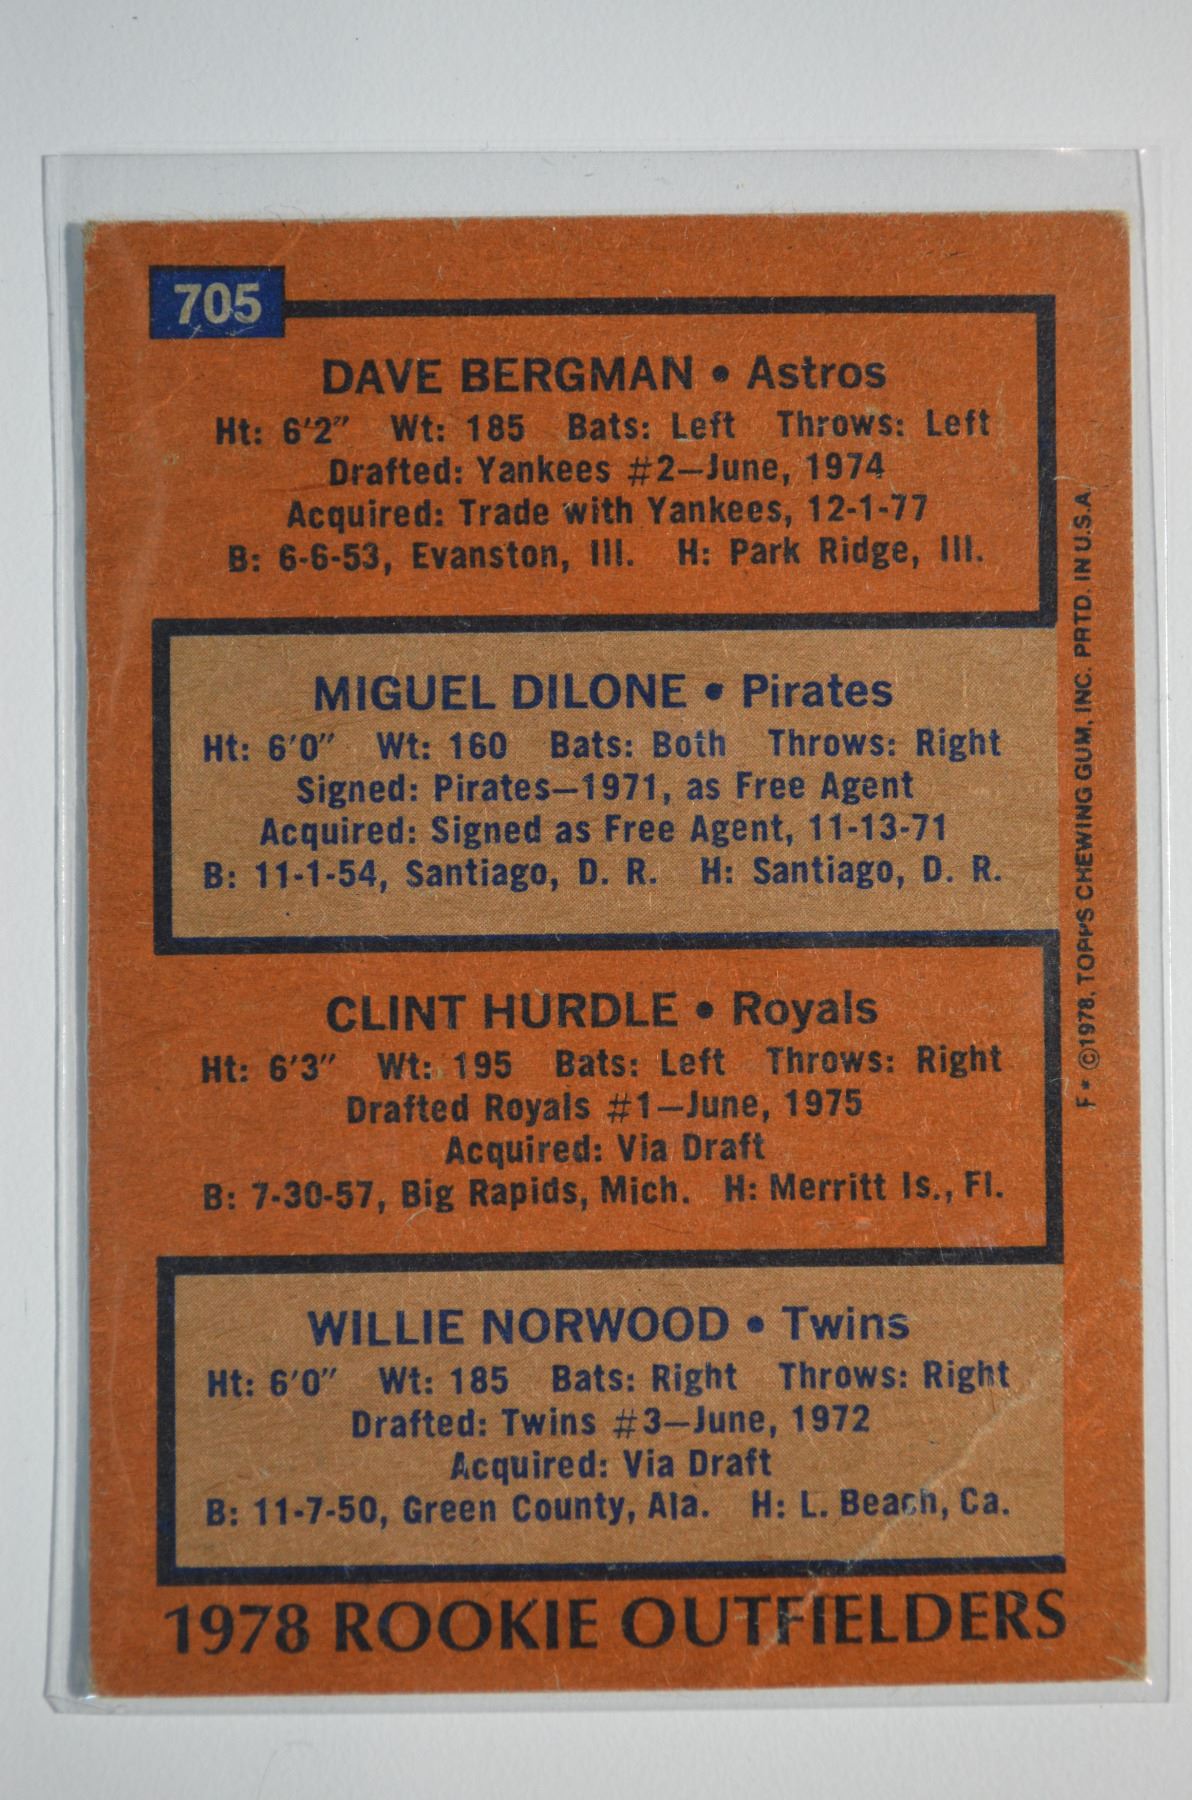 705
DAVE BERGMAN • Astros
Ht: 6'2" Wt: 185 Bats: Left Throws: Left
Drafted: Yankees #2—June, 1974
Acquired: Trade with Yankees, 12-1-77
B: 6-6-53, Evanston, Ill. H: Park Ridge, Ill.
MIGUEL DILONE • Pirates
Ht: 6'0" Wt: 160 Bats: Both Throws: Right
Signed: Pirates—1971, as Free Agent
Acquired: Signed as Free Agent, 11-13-71
B: 11-1-54, Santiago, D. R. H: Santiago, D. R.
CLINT HURDLE • Royals
Ht: 6'3" Wt: 195 Bats: Left Throws: Right
Drafted Royals #1—June, 1975
Acquired: Via Draft
B: 7-30-57, Big Rapids, Mich. H: Merritt Is., Fl.
WILLIE NORWOOD • Twins
Ht: 6'0" Wt: 185 Bats: Right Throws: Right
Drafted: Twins #3—June, 1972
Acquired: Via Draft
B: 11-7-50, Green County, Ala. H: L. Beach, Ca.
1978 ROOKIE OUTFIELDERS
F * ©1978, TOPPS CHEWING GUM, INC. PRTD. IN U.S.A.